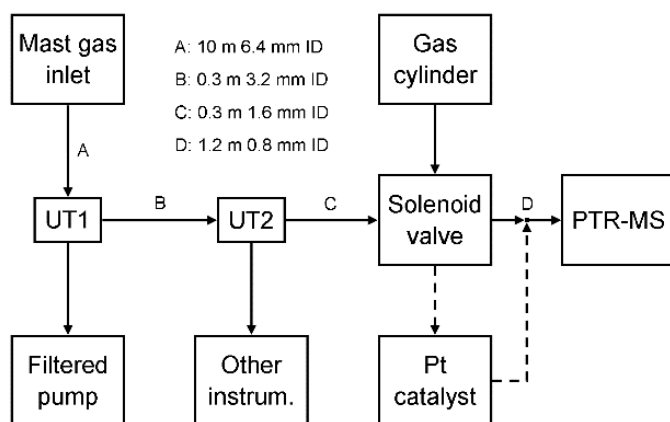 Mast gas
inlet
A: 10 m 6.4 mm ID
B: 0.3 m 3.2 mm ID
C: 0.3 m 1.6 mm ID
D: 1.2 m 0.8 mm ID
Gas
cylinder
A
UT1
B
UT2
C
Solenoid
valve
D
PTR-MS
Filtered
pump
Other
instrum.
Pt
catalyst